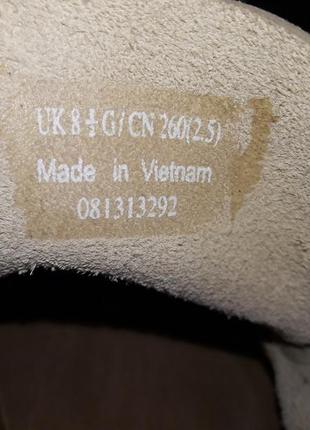 UK 8 ½ G/ CN 260(2.5)
Made in Vietnam
081313292